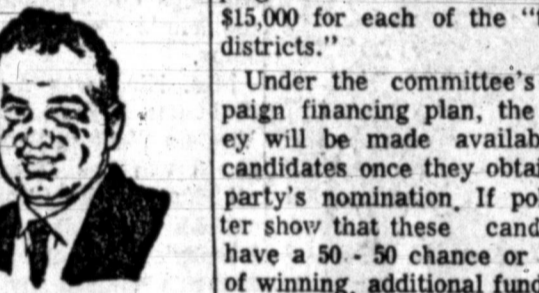 $15,000 for each of the "
districts."
Under the committee's
paign financing plan, the
ey will be made availab
candidates once they obtai
party's nomination. If pol
ter show that these cand
have a 50 - 50 chance or
of winning, additional fund